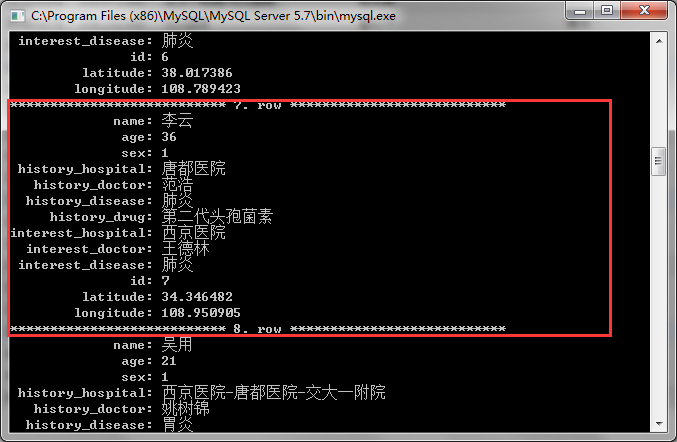 C:\Program Files (x86)\MySQL\MySQL Server 5.7\bin\mysql.exe
interest_disease: 肺炎
id: 6
latitude: 38.017386
longitude: 108.789423
*************************** 7. row ***************************
name: 李云
age: 36
sex: 1
history_hospital: 唐都医院
history_doctor: 范浩
history_disease: 肺炎
history_drug: 第二代头孢菌素
interest_hospital: 西京医院
interest_doctor: 王德林
interest_disease: 肺炎
id: 7
latitude: 34.346482
longitude: 108.950905
*************************** 8. row ***************************
name: 吴用
age: 21
sex: 1
history_hospital: 西京医院-唐都医院-交大一附院
history_doctor: 姚树锦
history_disease: 胃炎